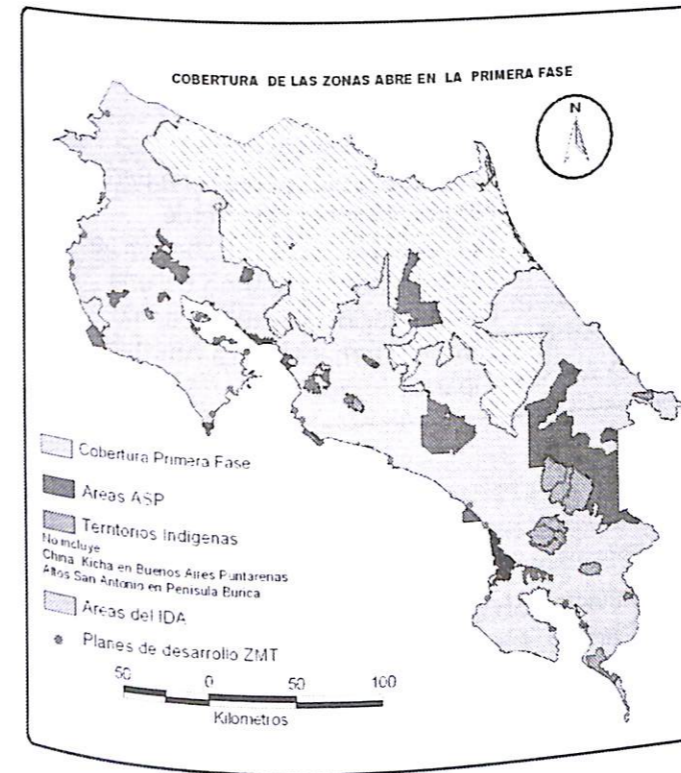 COBERTURA DE LAS ZONAS ABRE EN LA PRIMERA FASE
N
Cobertura Primera Fase
Areas ASP
Territorios Indigenas
No incluye
China Kicha en Buenos Aires Puntarenas
Altos San Antonio en Penisula Burica
Areas del IDA
Planes de desarrollo ZMT
50 0 50 100
Kilometros